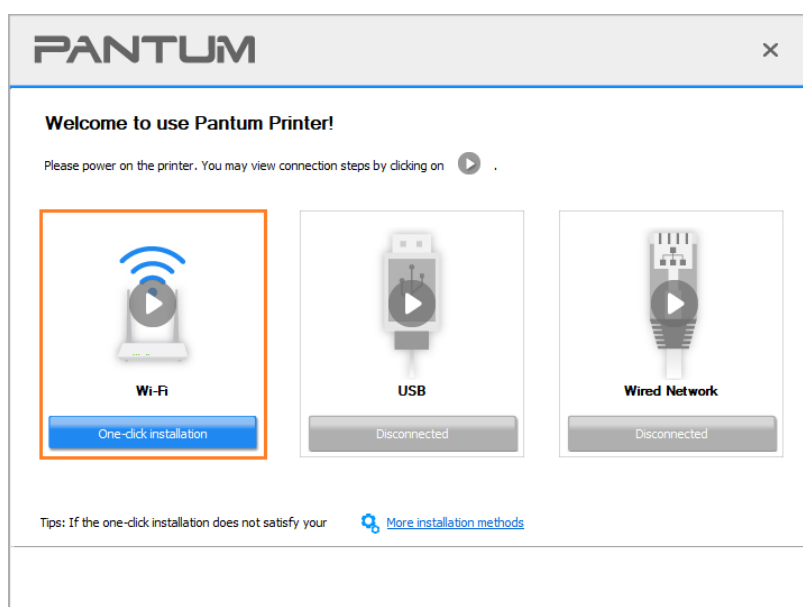 PANTUM
Welcome to use Pantum Printer!
Please power on the printer. You may view connection steps by clicking on .
Wi-Fi
USB
Wired Network
One-click installation
Disconnected
Disconnected
Tips: If the one-click installation does not satisfy your
More installation methods